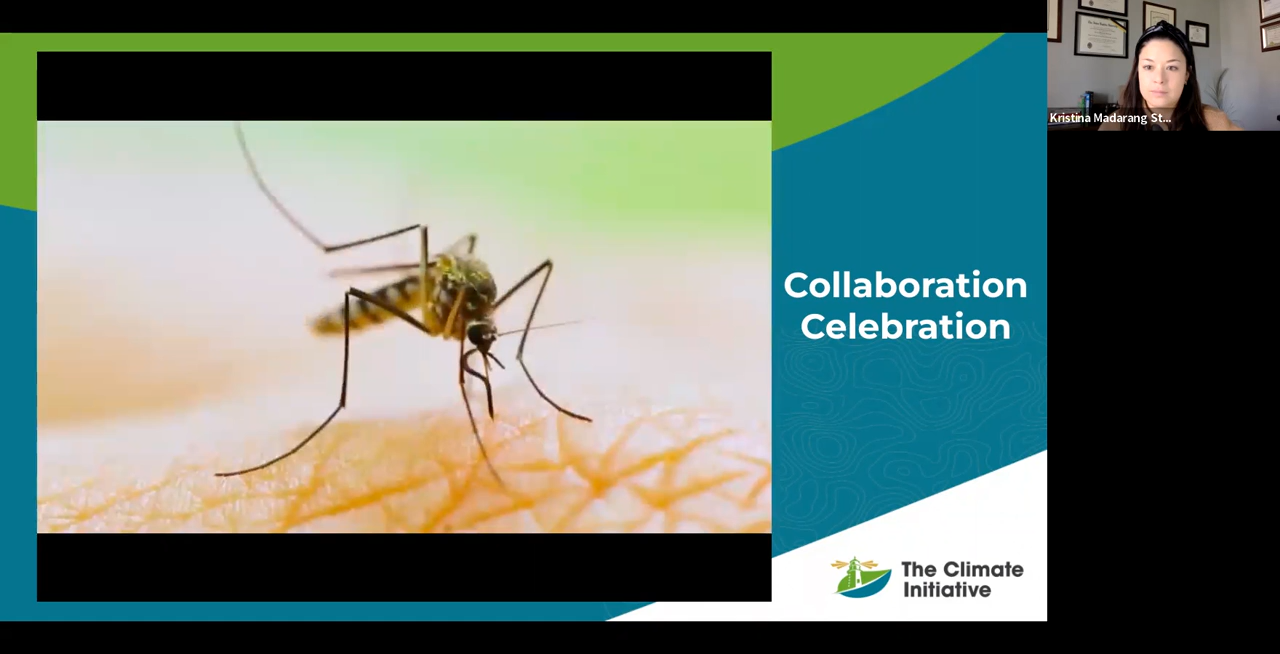 Kristina Madarang St...
Collaboration
Celebration
The Climate
Initiative